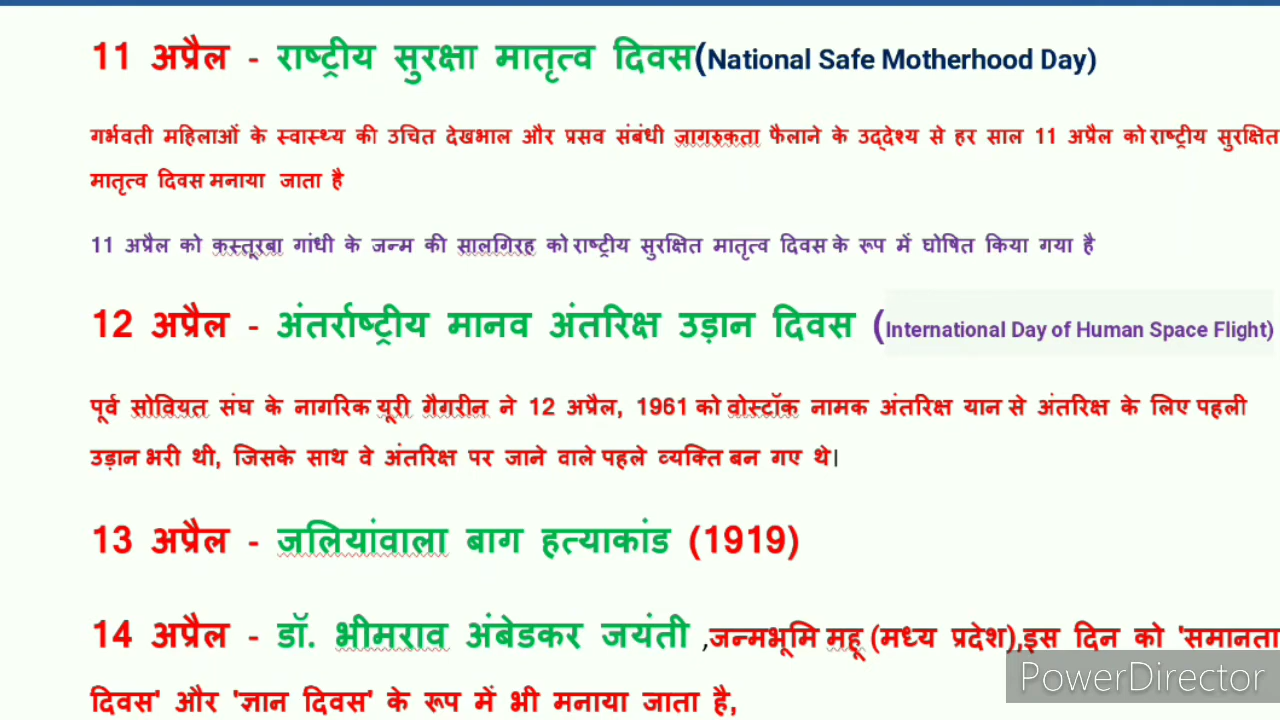 11 अप्रैल - राष्ट्रीय सुरक्षा मातृत्व दिवस(National Safe Motherhood Day)
गर्भवती महिलाओं के स्वास्थ्य की उचित देखभाल और प्रसव संबंधी जागरुकता फैलाने के उद्देश्य से हर साल 11 अप्रैल को राष्ट्रीय सुरक्षित
मातृत्व दिवस मनाया जाता है
11 अप्रैल को कस्तूरबा गांधी के जन्म की सालगिरह को राष्ट्रीय सुरक्षित मातृत्व दिवस के रूप में घोषित किया गया है
12 अप्रैल - अंतर्राष्ट्रीय मानव अंतरिक्ष उड़ान दिवस (International Day of Human Space Flight)
पूर्व सोवियत संघ के नागरिक यूरी गैगरीन ने 12 अप्रैल, 1961 को वोस्टॉक नामक अंतरिक्ष यान से अंतरिक्ष के लिए पहली
उड़ान भरी थी, जिसके साथ वे अंतरिक्ष पर जाने वाले पहले व्यक्ति बन गए थे।
13 अप्रैल - जलियांवाला बाग हत्याकांड (1919)
14 अप्रैल - डॉ. भीमराव अंबेडकर जयंती ,जन्मभूमि महू (मध्य प्रदेश),इस दिन को 'समानता
दिवस' और 'ज्ञान दिवस' के रूप में भी मनाया जाता है,
PowerDirector